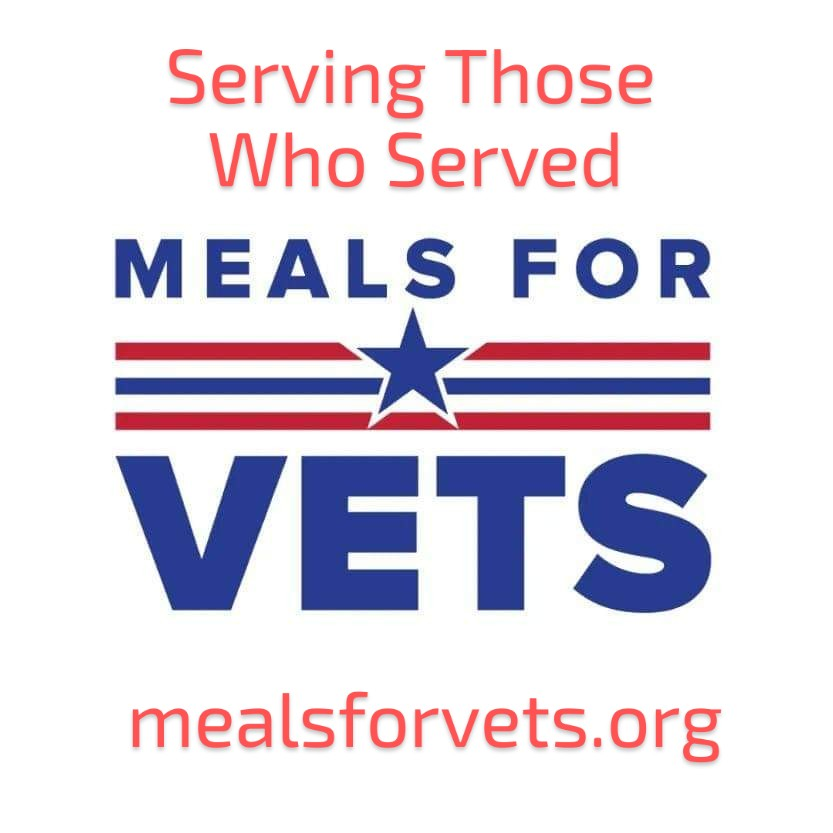 Serving Those
Who Served
MEALS FOR
VETS
mealsforvets.org